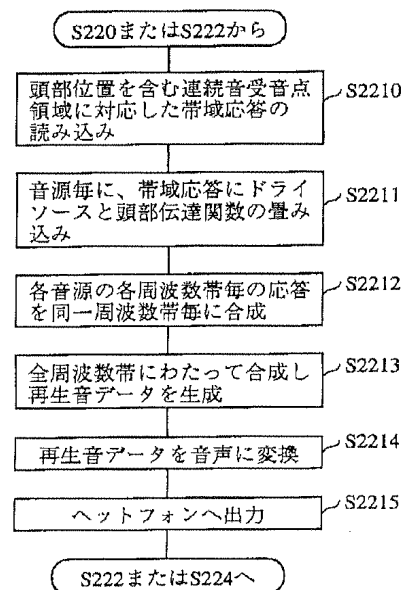 S220またはS222から
頭部位置を含む連続音受音点
領域に対応した帯域応答の
読み込み
S2210
音源毎に、帯域応答にドライ
ソースと頭部伝達関数の畳み
込み
S2211
各音源の各周波数帯毎の応答
を同一周波数帯毎に合成
S2212
全周波数帯にわたって合成し
再生音データを生成
S2213
再生音データを音声に変換
S2214
ヘットフォンへ出力
S2215
S222またはS224へ